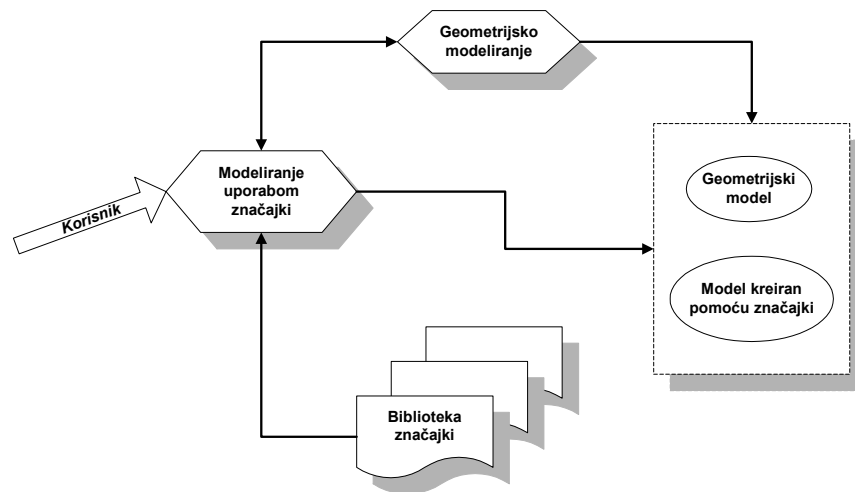 Geometrijsko
modeliranje
Modeliranje
uporabom
značajki
Korisnik
Geometrijski
model
Model kreiran
pomoću značajki
Biblioteka
značajki